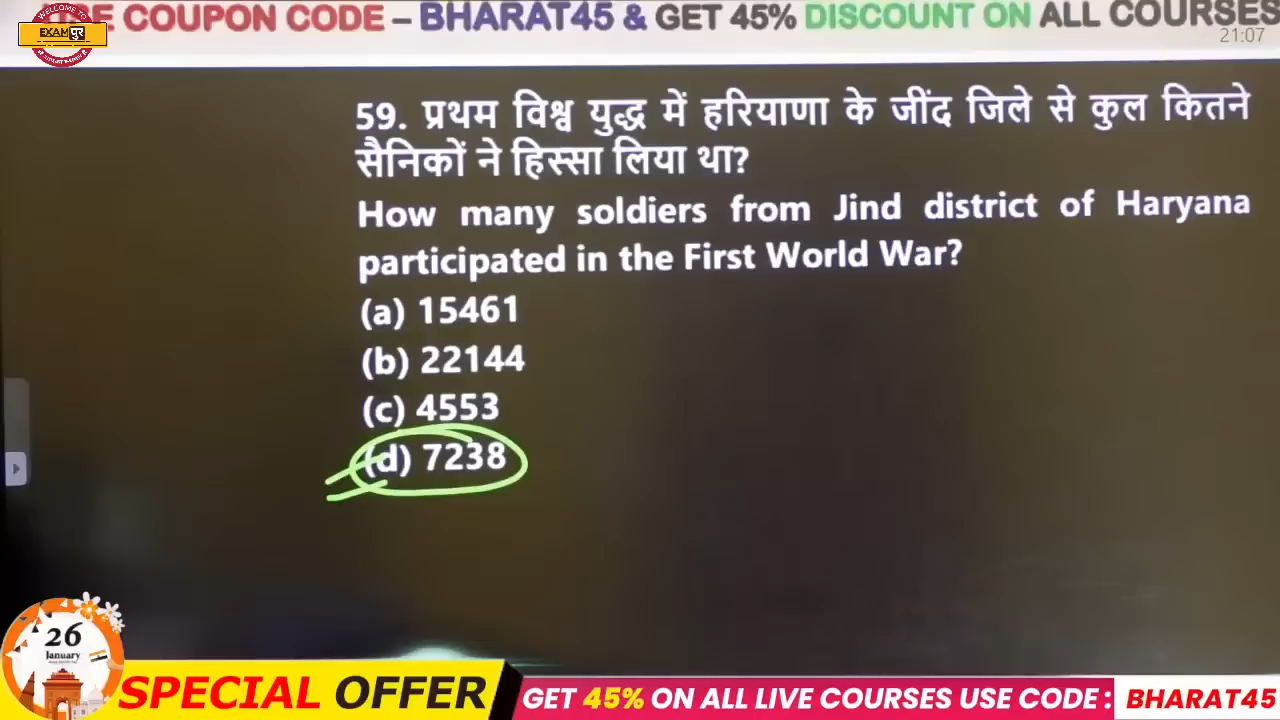 E COUPON CODE – BHARAT45 & GET 45% DISCOUNT ON ALL COURSES
WELCOME TO
EXAM पुर
21:07
59. प्रथम विश्व युद्ध में हरियाणा के जींद जिले से कुल कितने
सैनिकों ने हिस्सा लिया था?
How many soldiers from Jind district of Haryana
participated in the First World War?
(a) 15461
(b) 22144
(c) 4553
(d) 7238
26
January
SPECIAL OFFER
GET 45% ON ALL LIVE COURSES USE CODE : BHARAT45